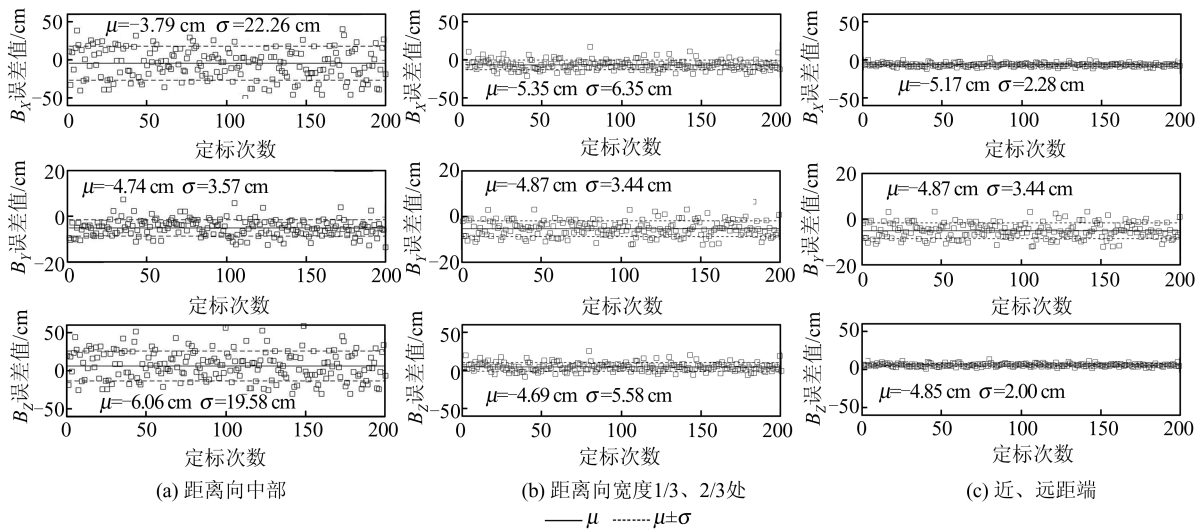 μ=−3.79 cm σ=22.26 cm
B_X误差值/cm
50
0
−50
0 50 100 150 200
定标次数
μ=−5.35 cm σ=6.35 cm
B_X误差值/cm
50
0
−50
0 50 100 150 200
定标次数
μ=−5.17 cm σ=2.28 cm
B_X误差值/cm
50
0
−50
0 50 100 150 200
定标次数
μ=−4.74 cm σ=3.57 cm
B_Y误差值/cm
20
0
−20
0 50 100 150 200
定标次数
μ=−4.87 cm σ=3.44 cm
B_Y误差值/cm
20
0
−20
0 50 100 150 200
定标次数
μ=−4.87 cm σ=3.44 cm
B_Y误差值/cm
20
0
−20
0 50 100 150 200
定标次数
μ=−6.06 cm σ=19.58 cm
B_Z误差值/cm
50
0
−50
0 50 100 150 200
定标次数
μ=−4.69 cm σ=5.58 cm
B_Z误差值/cm
50
0
−50
0 50 100 150 200
定标次数
μ=−4.85 cm σ=2.00 cm
B_Z误差值/cm
50
0
−50
0 50 100 150 200
定标次数
(a) 距离向中部
(b) 距离向宽度1/3、2/3处
(c) 近、远距端
μ μ±σ